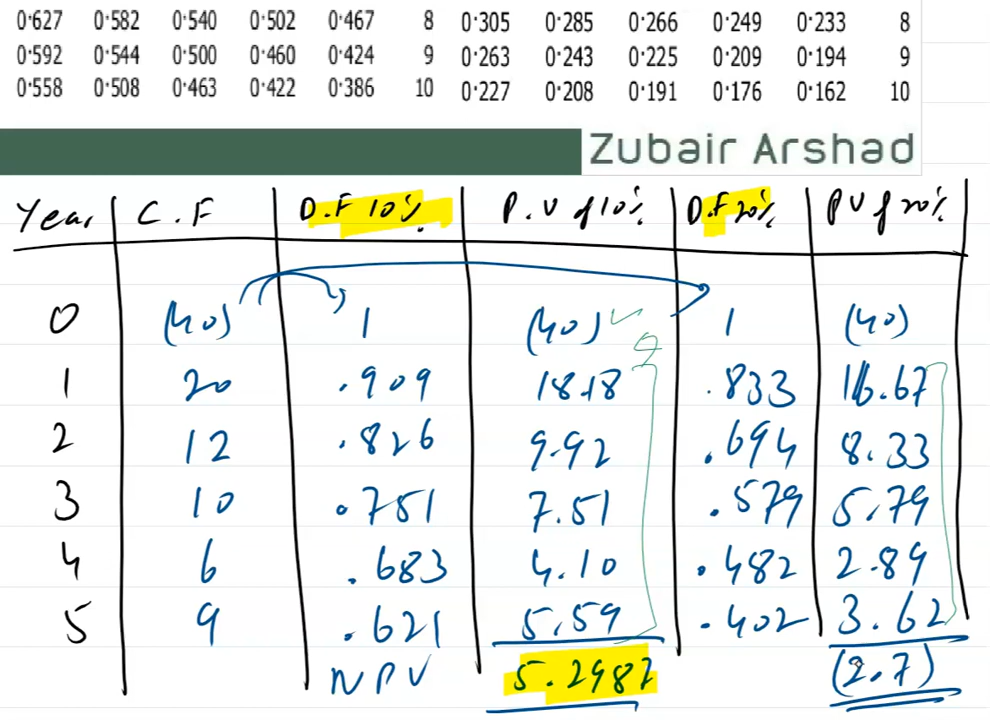 0·627 0·582 0·540 0·502 0·467 8 0·305 0·285 0·266 0·249 0·233 8
0·592 0·544 0·500 0·460 0·424 9 0·263 0·243 0·225 0·209 0·194 9
0·558 0·508 0·463 0·422 0·386 10 0·227 0·208 0·191 0·176 0·162 10
Zubair Arshad
Year C.F D.F 10% P.V of 10% D.F 20% PV of 20%
0 (40) 1 (40) 1 (40)
1 20 .909 18.18 .833 16.67
2 12 .826 9.92 .694 8.33
3 10 .751 7.51 .579 5.79
4 6 .683 4.10 .482 2.89
5 9 .621 5.59 .402 3.62
NPV 5.2987 (2.7)